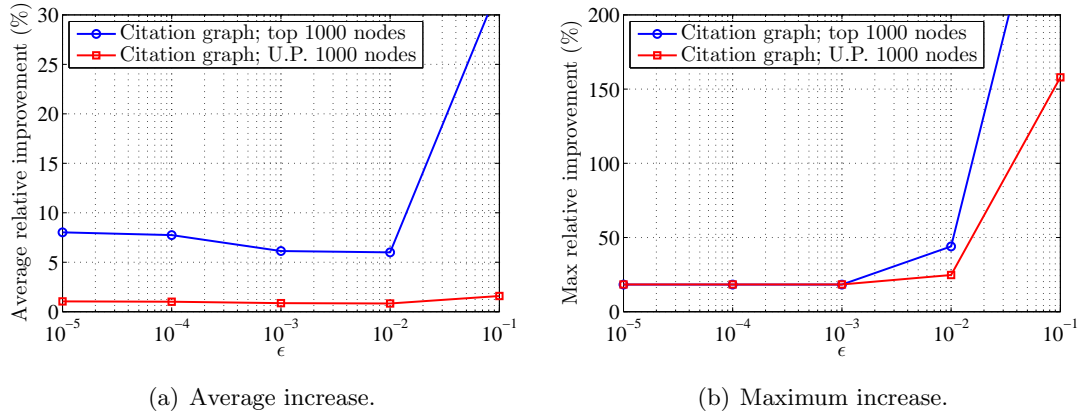 Average relative improvement (%)
30
25
20
15
10
5
0
Citation graph; top 1000 nodes
Citation graph; U.P. 1000 nodes
10⁻⁵ 10⁻⁴ 10⁻³ 10⁻² 10⁻¹
ϵ
(a) Average increase.
Max relative improvement (%)
200
150
100
50
0
Citation graph; top 1000 nodes
Citation graph; U.P. 1000 nodes
10⁻⁵ 10⁻⁴ 10⁻³ 10⁻² 10⁻¹
ϵ
(b) Maximum increase.